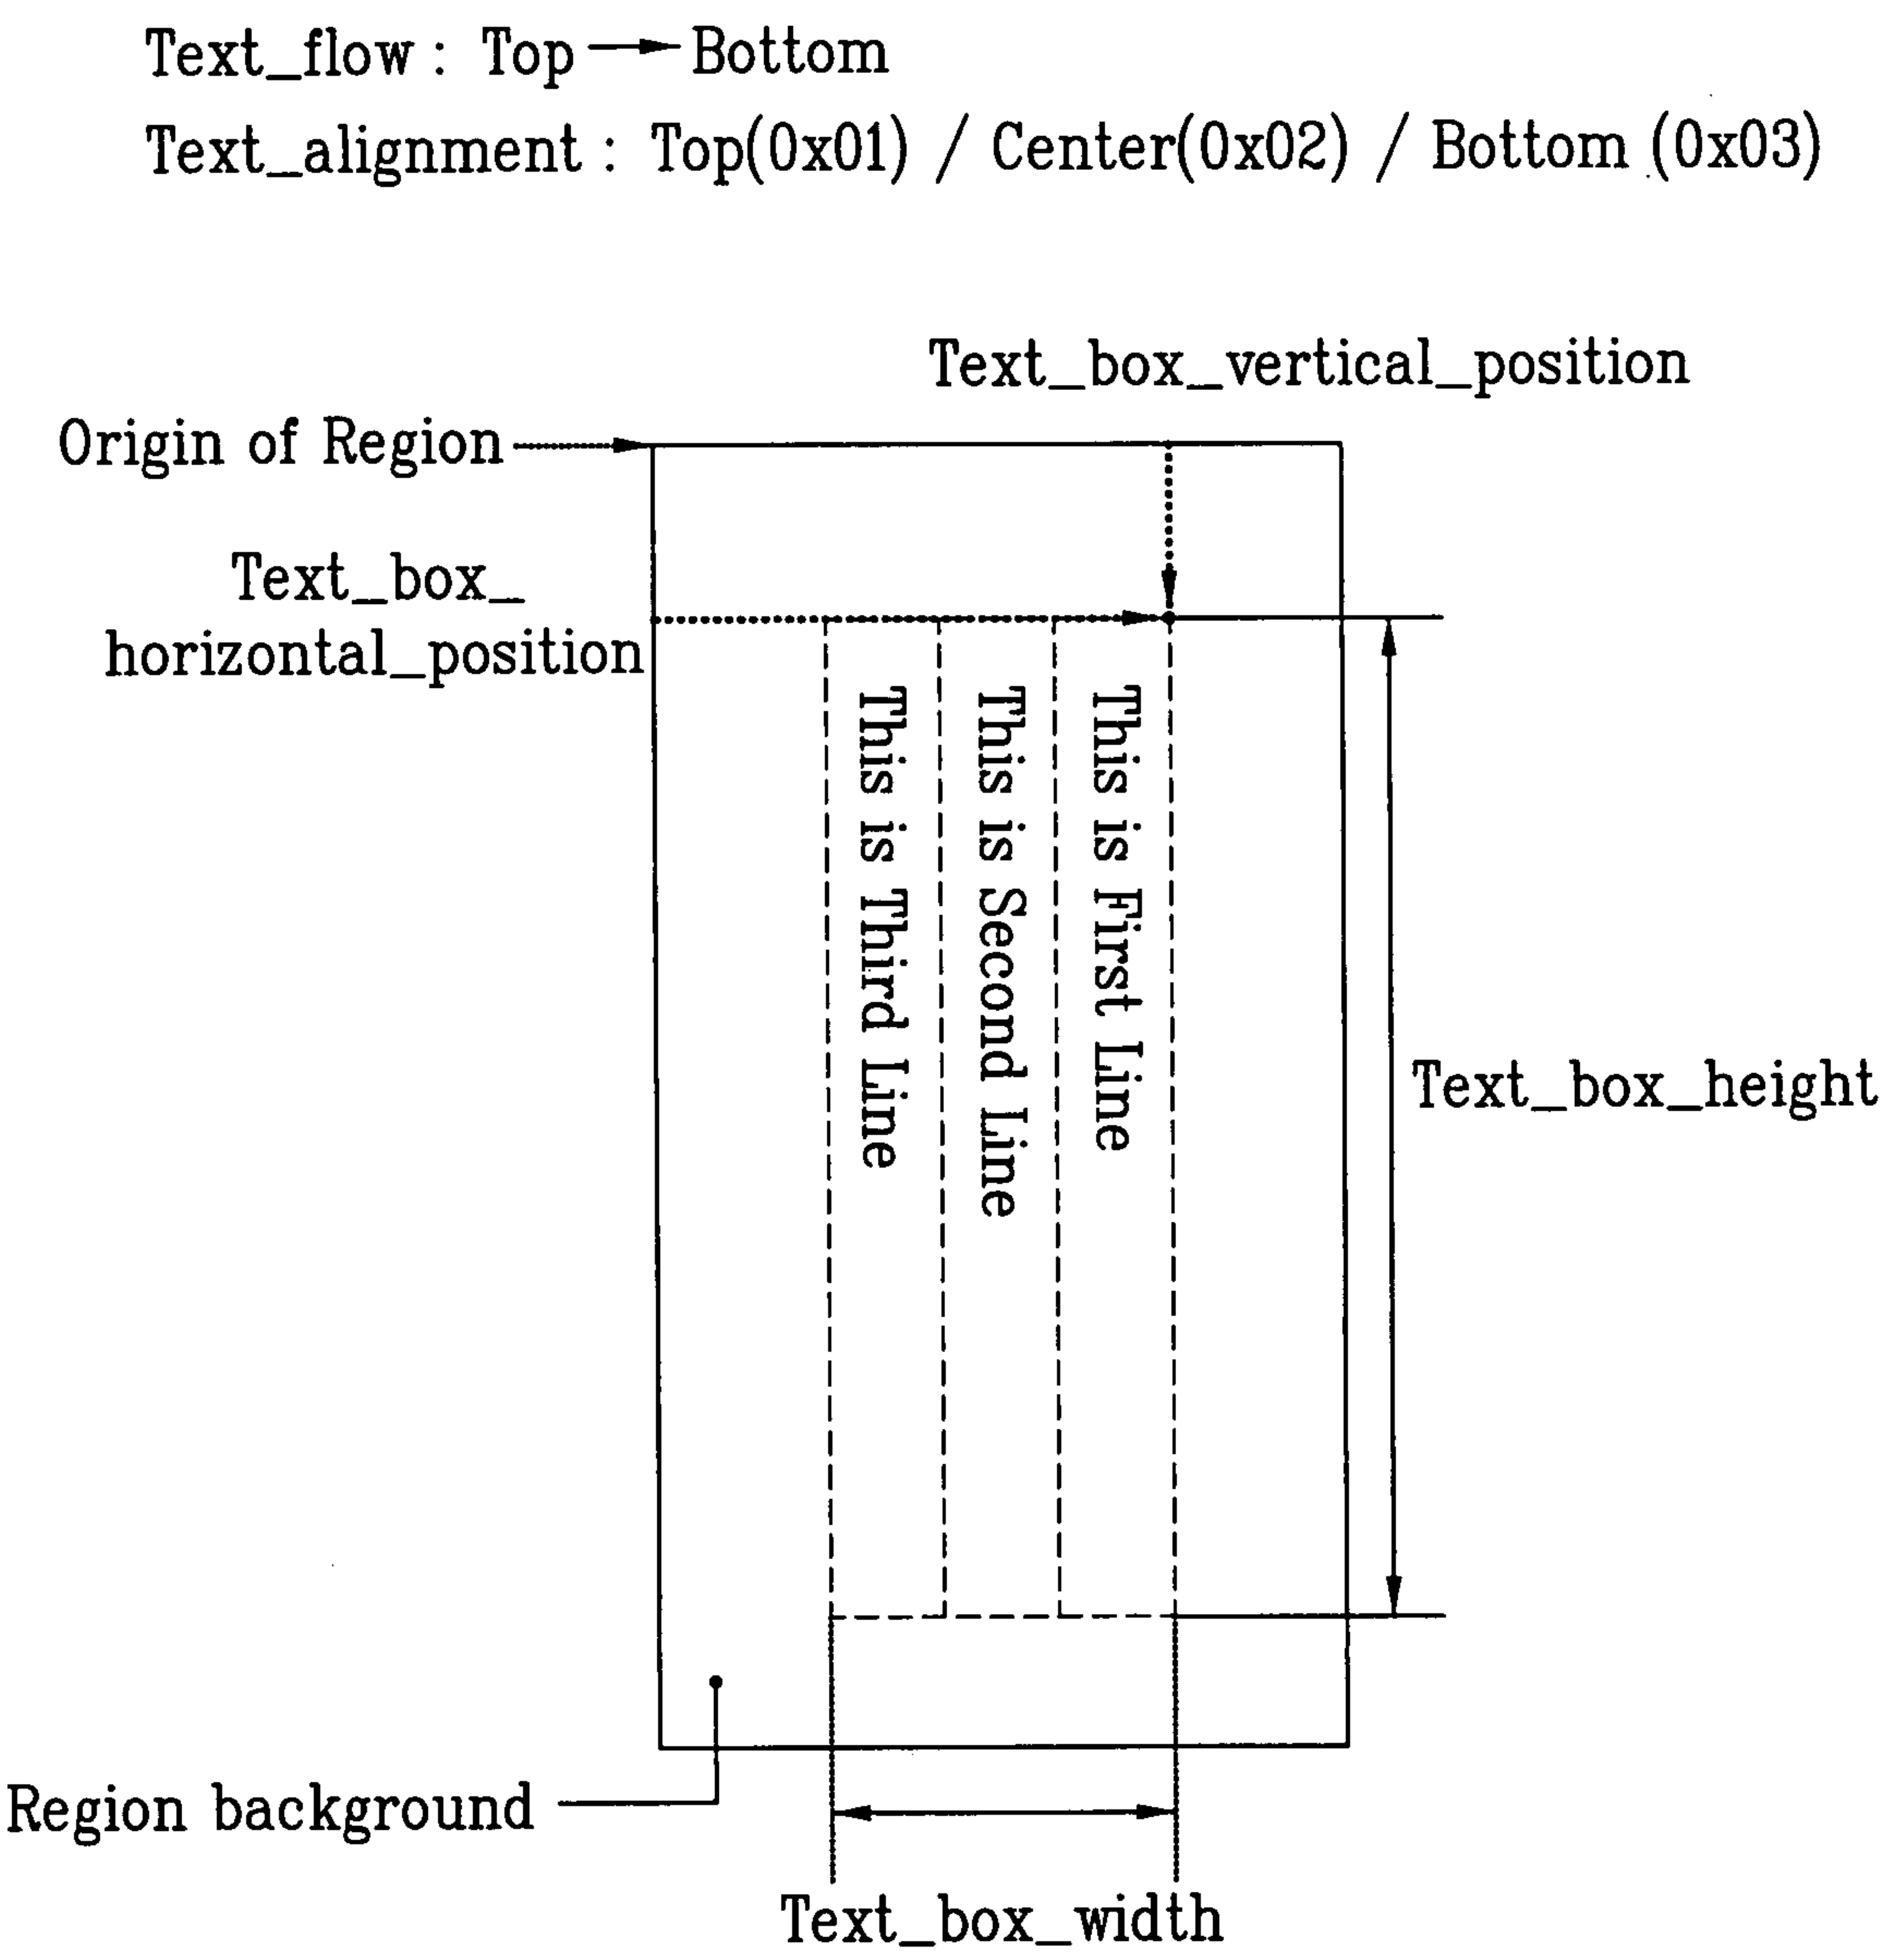 Text_flow : Top → Bottom
Text_alignment : Top(0x01) / Center(0x02) / Bottom (0x03)
Text_box_vertical_position
Origin of Region
Text_box_
horizontal_position
This is First Line
This is Second Line
This is Third Line
Text_box_height
Region background
Text_box_width